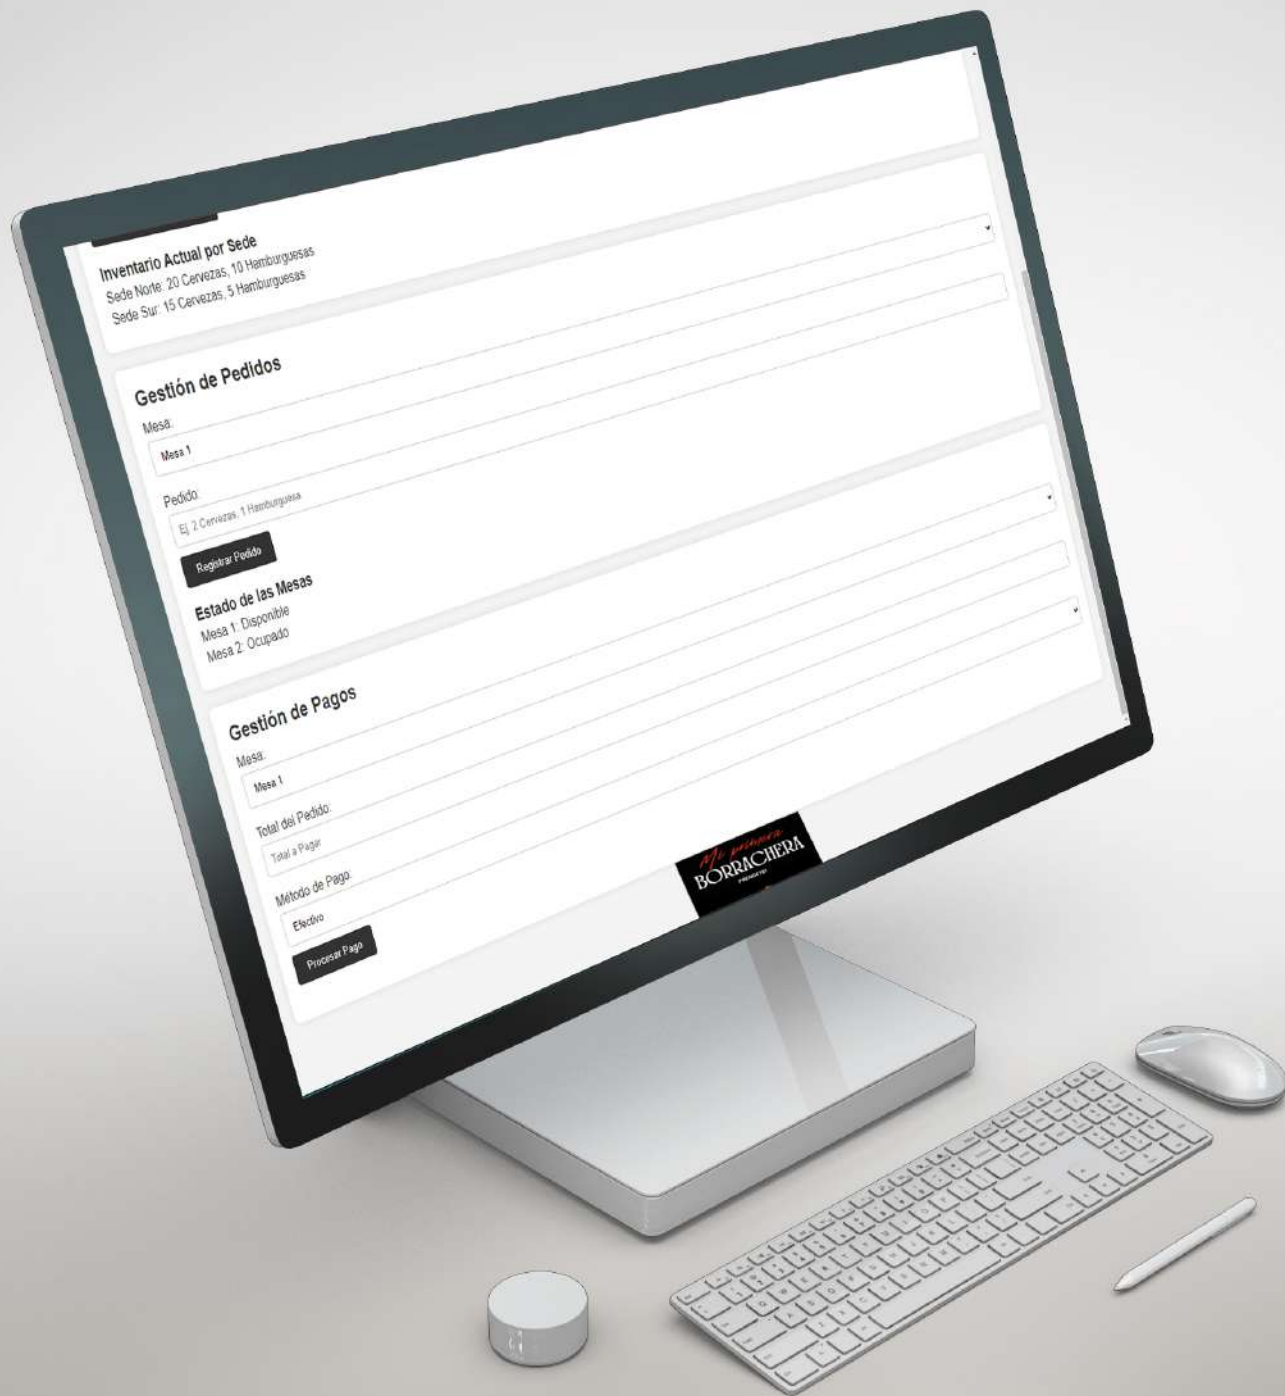 Inventario Actual por Sede
Sede Norte: 20 Cervezas, 10 Hamburguesas
Sede Sur: 15 Cervezas, 5 Hamburguesas
Gestión de Pedidos
Mesa:
Mesa 1
Pedido:
Ej. 2 Cervezas, 1 Hamburguesa
Registrar Pedido
Estado de las Mesas
Mesa 1: Disponible
Mesa 2: Ocupado
Gestión de Pagos
Mesa:
Mesa 1
Total del Pedido:
Total a Pagar
Método de Pago:
Efectivo
Procesar Pago
Mi primera
BORRACHERA